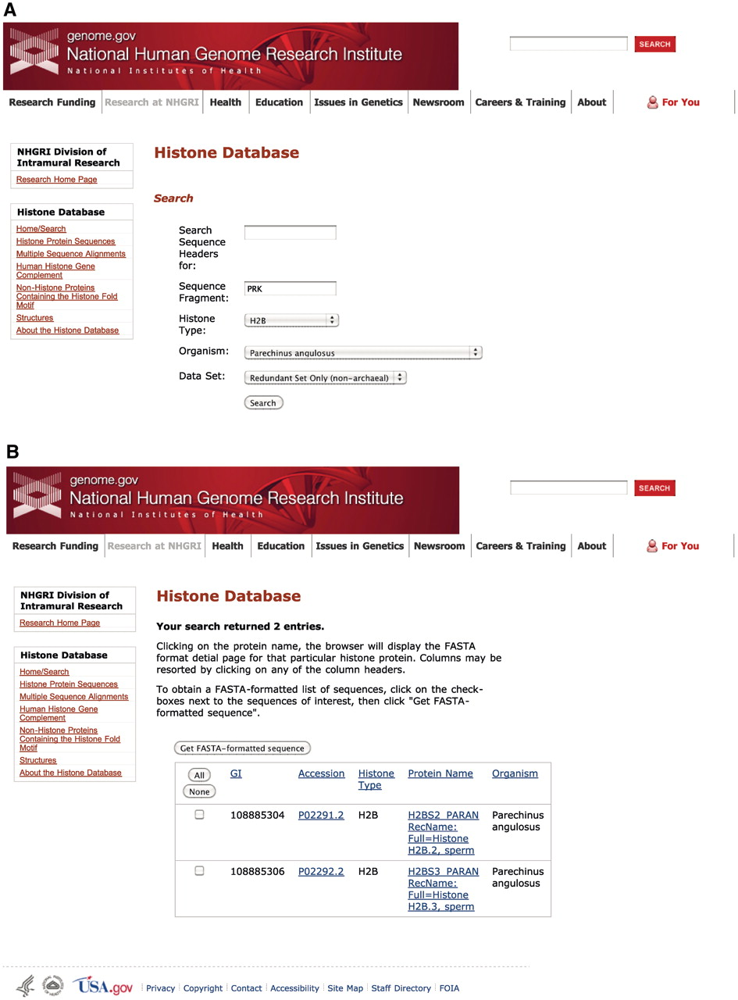 A
genome.gov
National Human Genome Research Institute
National Institutes of Health
SEARCH
Research Funding
Research at NHGRI
Health
Education
Issues in Genetics
Newsroom
Careers & Training
About
For You
NHGRI Division of
Intramural Research
Research Home Page
Histone Database
Home/Search
Histone Protein Sequences
Multiple Sequence Alignments
Human Histone Gene
Complement
Non-Histone Proteins
Containing the Histone Fold
Motif
Structures
About the Histone Database
Histone Database
Search
Search
Sequence
Headers
for:
Sequence
Fragment:
PRK
Histone
Type:
H2B
Organism:
Parechinus angulosus
Data Set:
Redundant Set Only (non-archaeal)
Search
B
genome.gov
National Human Genome Research Institute
National Institutes of Health
SEARCH
Research Funding
Research at NHGRI
Health
Education
Issues in Genetics
Newsroom
Careers & Training
About
For You
NHGRI Division of
Intramural Research
Research Home Page
Histone Database
Home/Search
Histone Protein Sequences
Multiple Sequence Alignments
Human Histone Gene
Complement
Non-Histone Proteins
Containing the Histone Fold
Motif
Structures
About the Histone Database
Histone Database
Your search returned 2 entries.
Clicking on the protein name, the browser will display the FASTA
format detial page for that particular histone protein. Columns may be
resorted by clicking on any of the column headers.
To obtain a FASTA-formatted list of sequences, click on the check-
boxes next to the sequences of interest, then click "Get FASTA-
formatted sequence".
Get FASTA-formatted sequence
All
None
GI
Accession
Histone
Type
Protein Name
Organism
108885304
P02291.2
H2B
H2BS2_PARAN
RecName:
Full=Histone
H2B.2, sperm
Parechinus
angulosus
108885306
P02292.2
H2B
H2BS3_PARAN
RecName:
Full=Histone
H2B.3, sperm
Parechinus
angulosus
USA.gov
Privacy
Copyright
Contact
Accessibility
Site Map
Staff Directory
FOIA